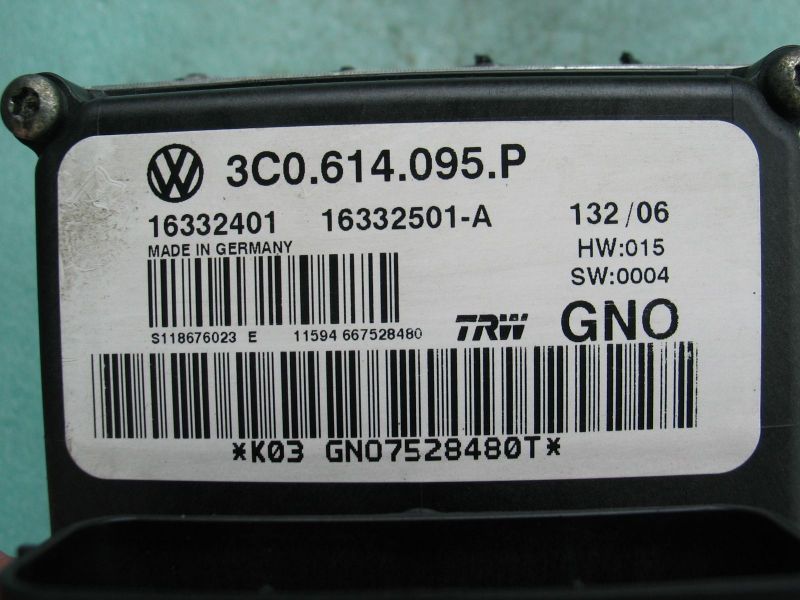 3C0.614.095.P
16332401 16332501-A 132/06
MADE IN GERMANY HW:015
SW:0004
S118676023 E 11594 667528480 TRW GNO
*K03 GNO7528480T*